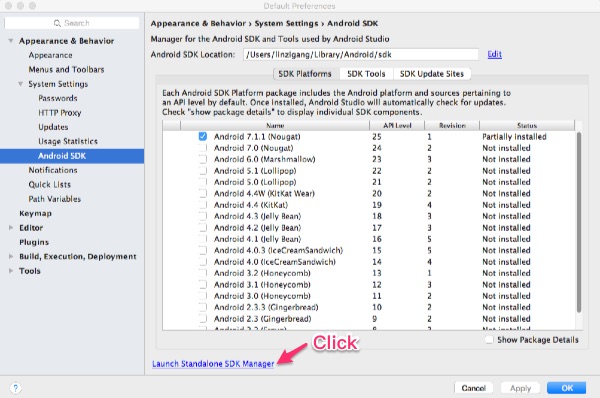 Default Preferences
Search
Appearance & Behavior
Appearance
Menus and Toolbars
System Settings
Passwords
HTTP Proxy
Updates
Usage Statistics
Android SDK
Notifications
Quick Lists
Path Variables
Keymap
Editor
Plugins
Build, Execution, Deployment
Tools
Appearance & Behavior › System Settings › Android SDK
Manager for the Android SDK and Tools used by Android Studio
Android SDK Location: /Users/linzigang/Library/Android/sdk Edit
SDK Platforms SDK Tools SDK Update Sites
Each Android SDK Platform package includes the Android platform and sources pertaining to
an API level by default. Once installed, Android Studio will automatically check for updates.
Check "show package details" to display individual SDK components.
Name API Level Revision Status
Android 7.1.1 (Nougat) 25 1 Partially installed
Android 7.0 (Nougat) 24 2 Not installed
Android 6.0 (Marshmallow) 23 3 Not installed
Android 5.1 (Lollipop) 22 2 Not installed
Android 5.0 (Lollipop) 21 2 Not installed
Android 4.4W (KitKat Wear) 20 2 Not installed
Android 4.4 (KitKat) 19 4 Not installed
Android 4.3 (Jelly Bean) 18 3 Not installed
Android 4.2 (Jelly Bean) 17 3 Not installed
Android 4.1 (Jelly Bean) 16 5 Not installed
Android 4.0.3 (IceCreamSandwich) 15 5 Not installed
Android 4.0 (IceCreamSandwich) 14 4 Not installed
Android 3.2 (Honeycomb) 13 1 Not installed
Android 3.1 (Honeycomb) 12 3 Not installed
Android 3.0 (Honeycomb) 11 2 Not installed
Android 2.3.3 (Gingerbread) 10 2 Not installed
Android 2.3 (Gingerbread) 9 2 Not installed
Show Package Details
Click
Launch Standalone SDK Manager
? Cancel Apply OK